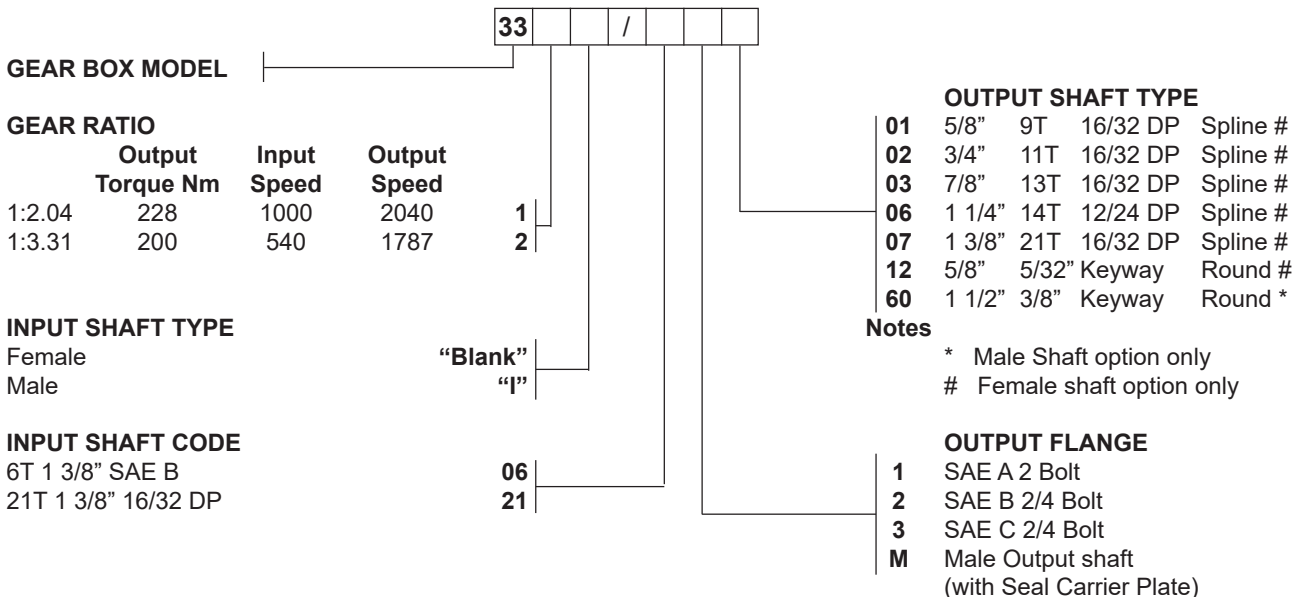 33 /
GEAR BOX MODEL
GEAR RATIO
Output Input Output
Torque Nm Speed Speed
1:2.04 228 1000 2040 1
1:3.31 200 540 1787 2
INPUT SHAFT TYPE
Female “Blank”
Male “I”
INPUT SHAFT CODE
6T 1 3/8” SAE B 06
21T 1 3/8” 16/32 DP 21
OUTPUT SHAFT TYPE
01 5/8” 9T 16/32 DP Spline #
02 3/4” 11T 16/32 DP Spline #
03 7/8” 13T 16/32 DP Spline #
06 1 1/4” 14T 12/24 DP Spline #
07 1 3/8” 21T 16/32 DP Spline #
12 5/8” 5/32” Keyway Round #
60 1 1/2” 3/8” Keyway Round *
Notes
* Male Shaft option only
# Female shaft option only
OUTPUT FLANGE
1 SAE A 2 Bolt
2 SAE B 2/4 Bolt
3 SAE C 2/4 Bolt
M Male Output shaft
(with Seal Carrier Plate)